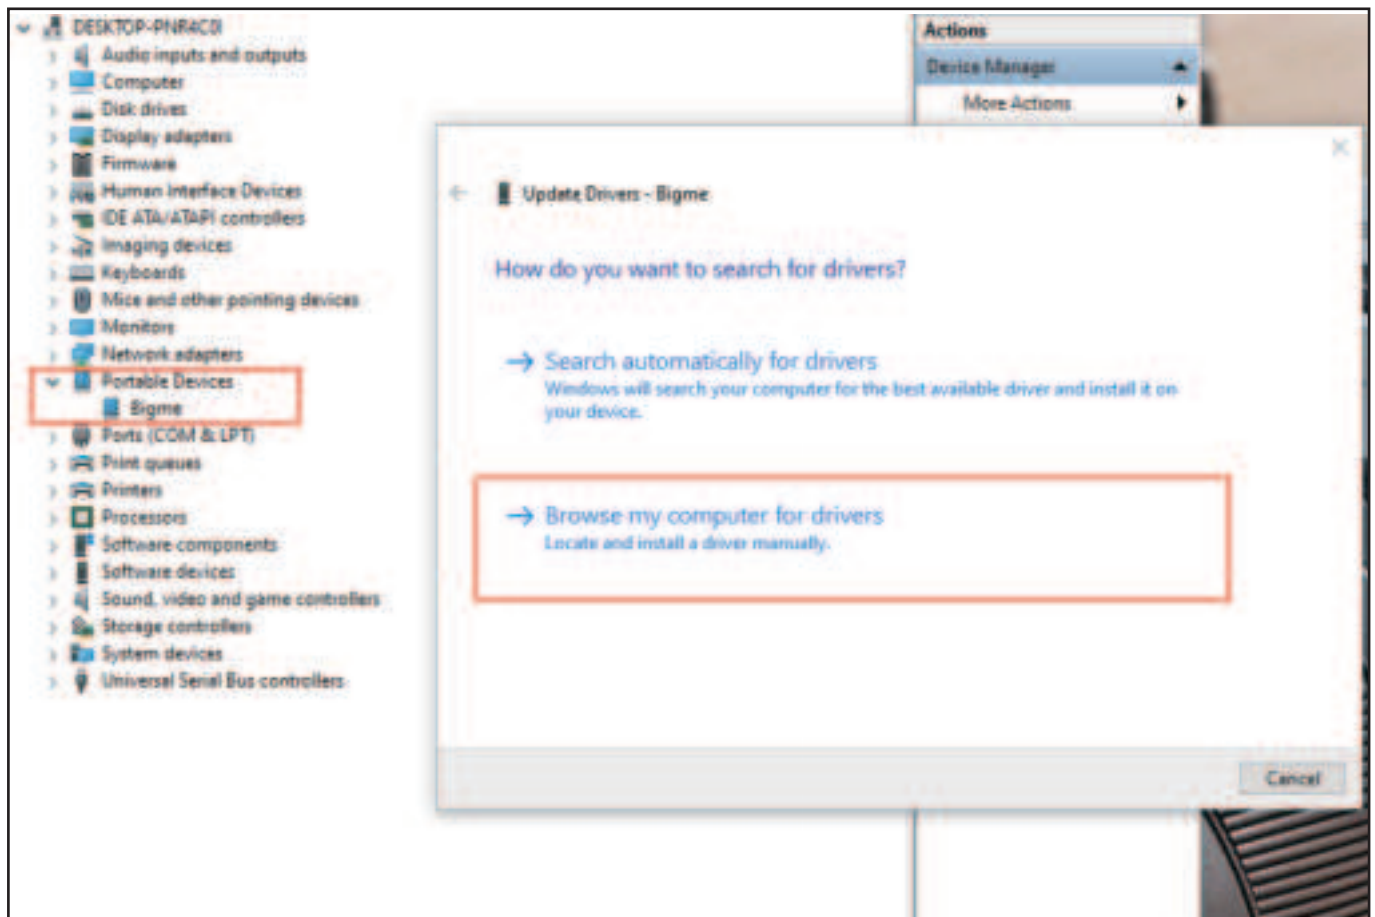 DESKTOP-PNR4C0I
Audio inputs and outputs
Computer
Disk drives
Display adapters
Firmware
Human Interface Devices
IDE ATA/ATAPI controllers
Imaging devices
Keyboards
Mice and other pointing devices
Monitors
Network adapters
Portable Devices
Bigme
Ports (COM & LPT)
Print queues
Printers
Processors
Software components
Software devices
Sound, video and game controllers
Storage controllers
System devices
Universal Serial Bus controllers
Actions
Device Manager
More Actions
Update Drivers - Bigme
How do you want to search for drivers?
Search automatically for drivers
Windows will search your computer for the best available driver and install it on
your device.
Browse my computer for drivers
Locate and install a driver manually.
Cancel